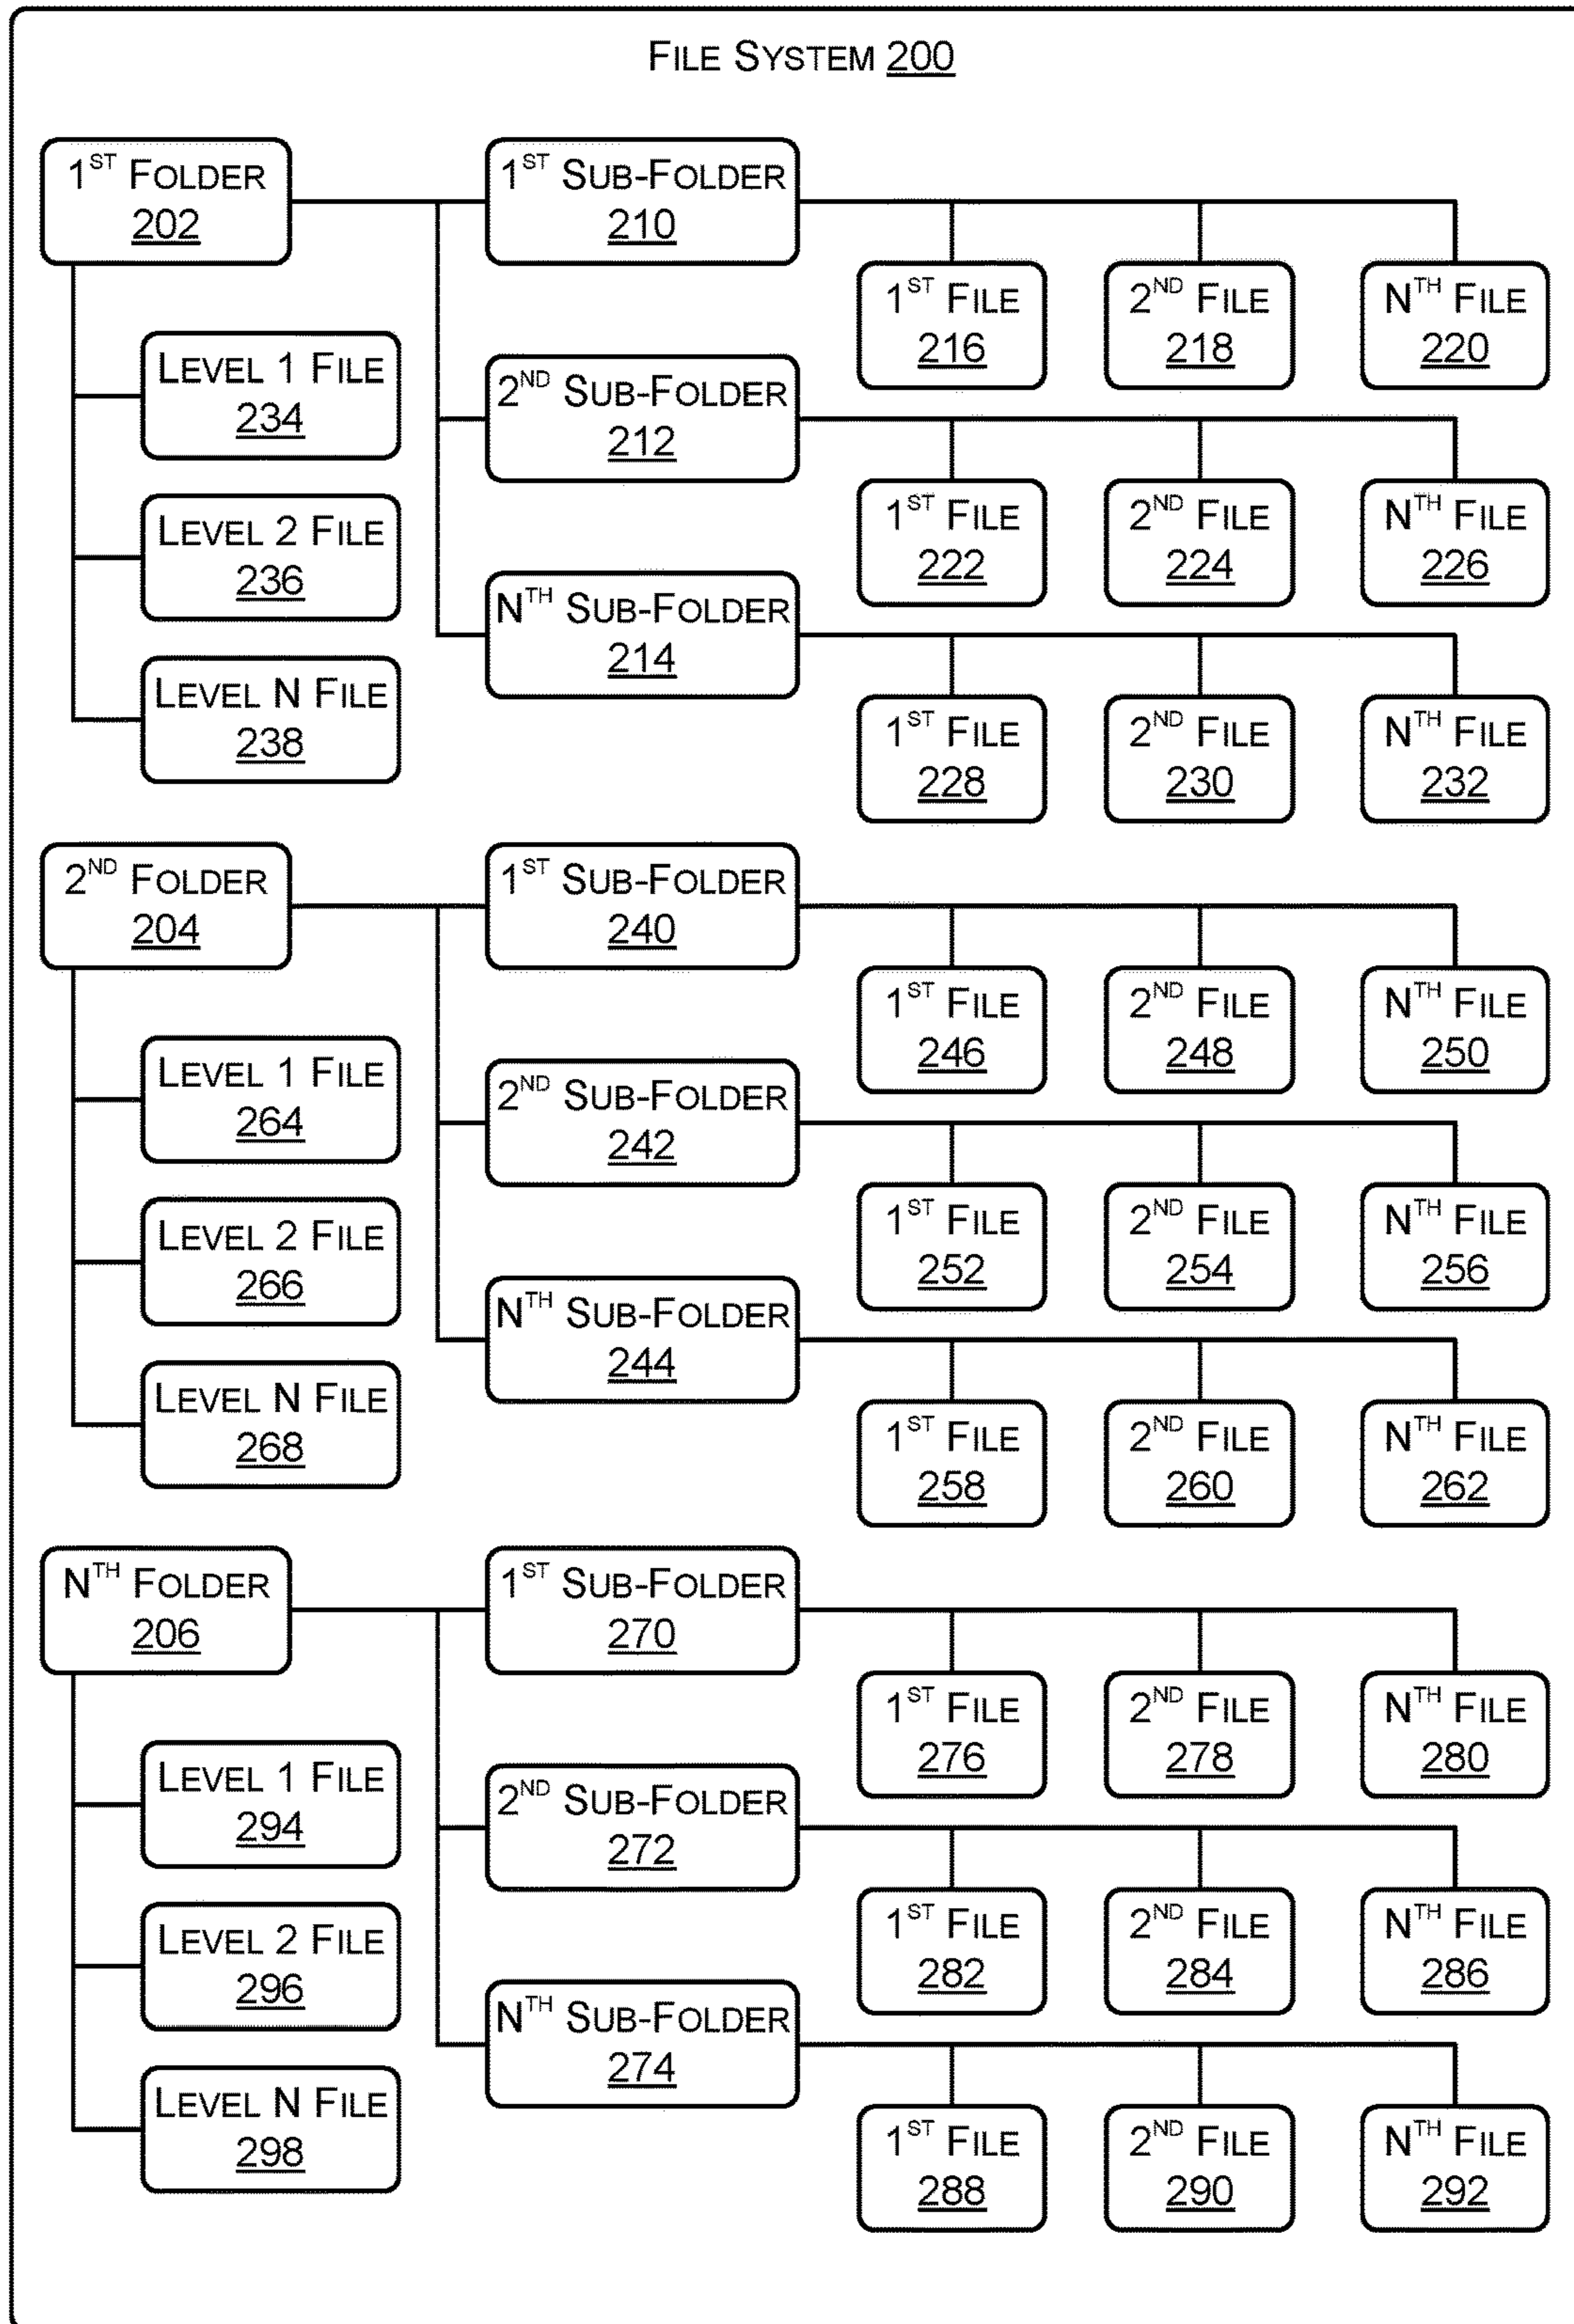 FILE SYSTEM 200
1ST FOLDER
202
LEVEL 1 FILE
234
LEVEL 2 FILE
236
LEVEL N FILE
238
1ST SUB-FOLDER
210
1ST FILE
216
2ND FILE
218
NTH FILE
220
2ND SUB-FOLDER
212
1ST FILE
222
2ND FILE
224
NTH FILE
226
NTH SUB-FOLDER
214
1ST FILE
228
2ND FILE
230
NTH FILE
232
2ND FOLDER
204
LEVEL 1 FILE
264
LEVEL 2 FILE
266
LEVEL N FILE
268
1ST SUB-FOLDER
240
1ST FILE
246
2ND FILE
248
NTH FILE
250
2ND SUB-FOLDER
242
1ST FILE
252
2ND FILE
254
NTH FILE
256
NTH SUB-FOLDER
244
1ST FILE
258
2ND FILE
260
NTH FILE
262
NTH FOLDER
206
LEVEL 1 FILE
294
LEVEL 2 FILE
296
LEVEL N FILE
298
1ST SUB-FOLDER
270
1ST FILE
276
2ND FILE
278
NTH FILE
280
2ND SUB-FOLDER
272
1ST FILE
282
2ND FILE
284
NTH FILE
286
NTH SUB-FOLDER
274
1ST FILE
288
2ND FILE
290
NTH FILE
292